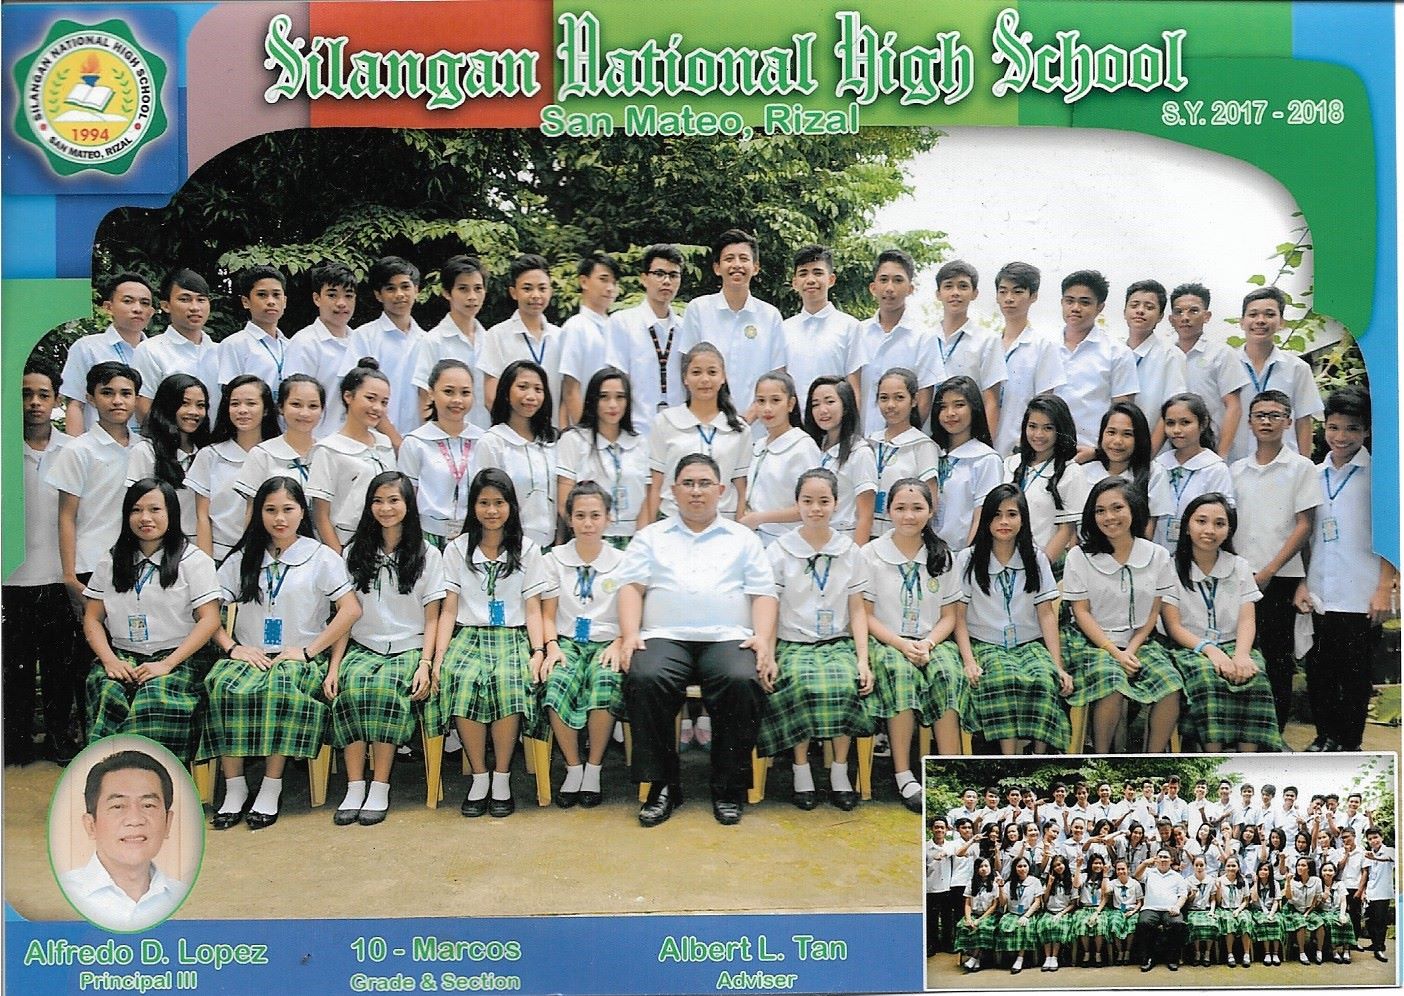 SILANGAN NATIONAL HIGH SCHOOL
1994
SAN MATEO, RIZAL
Silangan National High School
San Mateo, Rizal
S.Y. 2017 - 2018
Alfredo D. Lopez
Principal III
10 - Marcos
Grade & Section
Albert L. Tan
Adviser